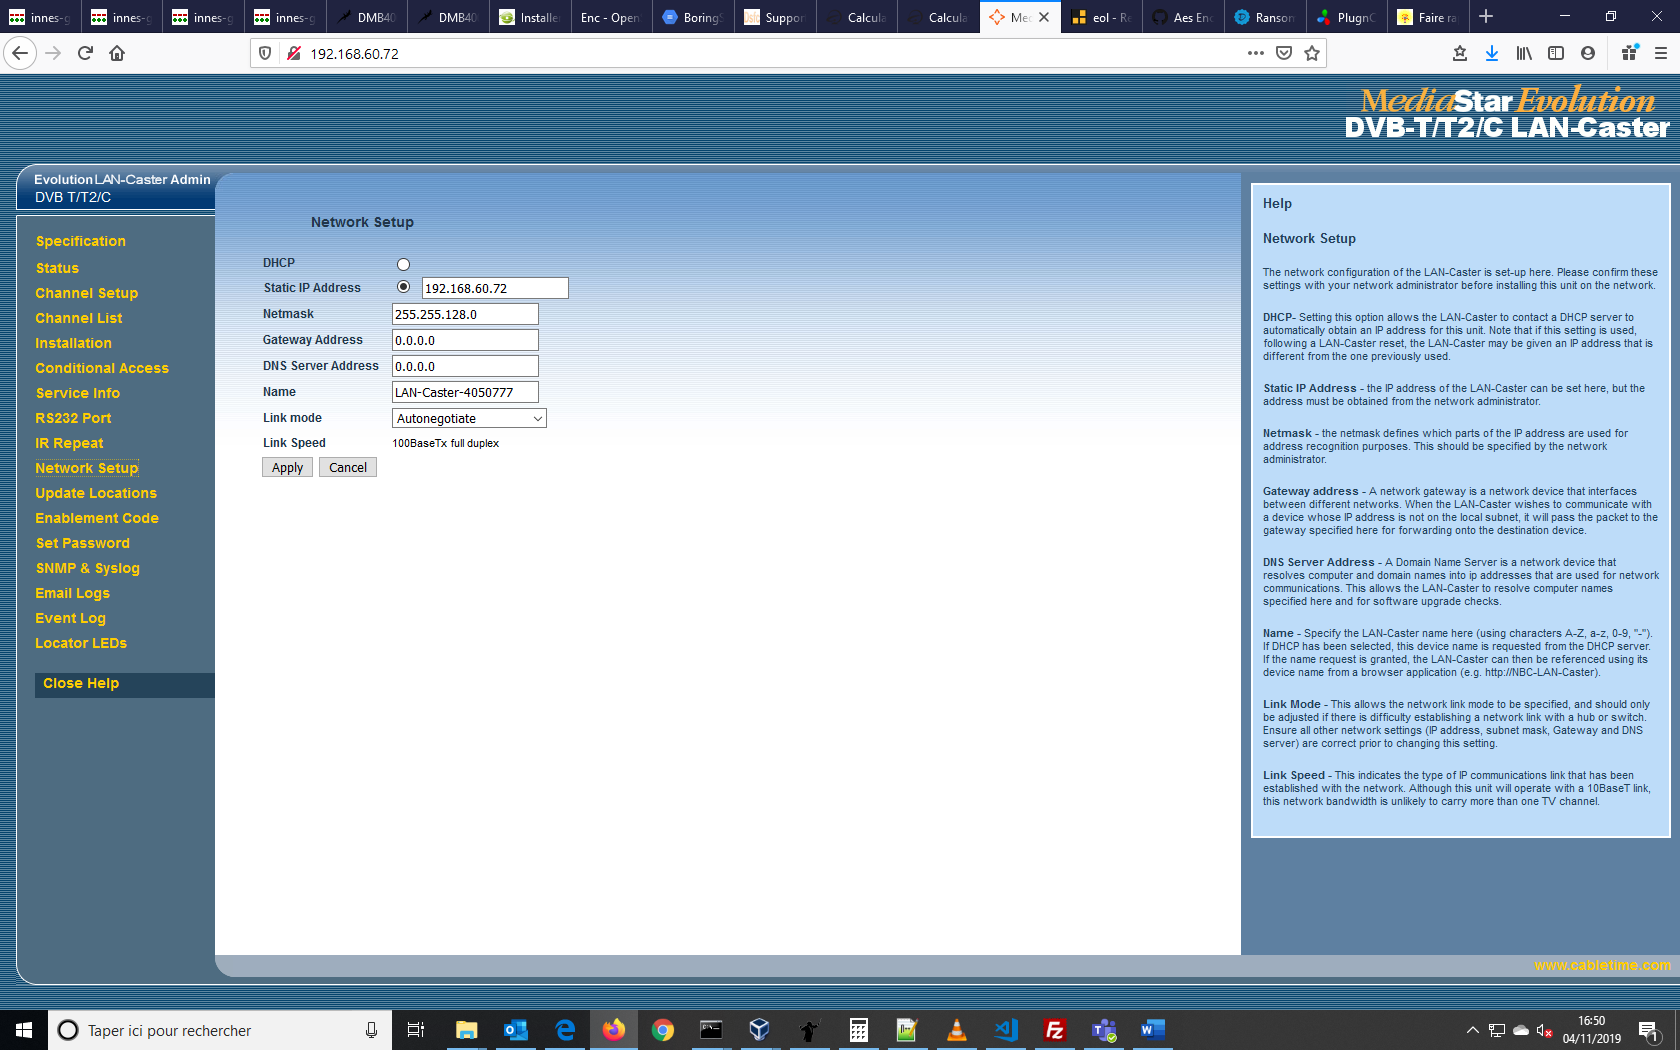 innes-g
innes-g
innes-g
innes-g
DMB40
DMB40
Installe
Enc - Open
BoringS
Suppor
Calcula
Calcula
Med
eol - Re
Aes Enc
Ransom
PlugnC
Faire ra
192.168.60.72
MediaStar Evolution
DVB-T/T2/C LAN-Caster
Evolution LAN-Caster Admin
DVB T/T2/C
Specification
Status
Channel Setup
Channel List
Installation
Conditional Access
Service Info
RS232 Port
IR Repeat
Network Setup
Update Locations
Enablement Code
Set Password
SNMP & Syslog
Email Logs
Event Log
Locator LEDs
Close Help
Network Setup
DHCP
Static IP Address 192.168.60.72
Netmask 255.255.128.0
Gateway Address 0.0.0.0
DNS Server Address 0.0.0.0
Name LAN-Caster-4050777
Link mode Autonegotiate
Link Speed 100BaseTx full duplex
Apply Cancel
Help
Network Setup
The network configuration of the LAN-Caster is set-up here. Please confirm these
settings with your network administrator before installing this unit on the network.
DHCP- Setting this option allows the LAN-Caster to contact a DHCP server to
automatically obtain an IP address for this unit. Note that if this setting is used,
following a LAN-Caster reset, the LAN-Caster may be given an IP address that is
different from the one previously used.
Static IP Address - the IP address of the LAN-Caster can be set here, but the
address must be obtained from the network administrator.
Netmask - the netmask defines which parts of the IP address are used for
address recognition purposes. This should be specified by the network
administrator.
Gateway address - A network gateway is a network device that interfaces
between different networks. When the LAN-Caster wishes to communicate with
a device whose IP address is not on the local subnet, it will pass the packet to the
gateway specified here for forwarding onto the destination device.
DNS Server Address - A Domain Name Server is a network device that
resolves computer and domain names into ip addresses that are used for network
communications. This allows the LAN-Caster to resolve computer names
specified here and for software upgrade checks.
Name - Specify the LAN-Caster name here (using characters A-Z, a-z, 0-9, "-").
If DHCP has been selected, this device name is requested from the DHCP server.
If the name request is granted, the LAN-Caster can then be referenced using its
device name from a browser application (e.g. http://NBC-LAN-Caster).
Link Mode - This allows the network link mode to be specified, and should only
be adjusted if there is difficulty establishing a network link with a hub or switch.
Ensure all other network settings (IP address, subnet mask, Gateway and DNS
server) are correct prior to changing this setting.
Link Speed - This indicates the type of IP communications link that has been
established with the network. Although this unit will operate with a 10BaseT link,
this network bandwidth is unlikely to carry more than one TV channel.
www.cabletime.com
Taper ici pour rechercher
16:50
04/11/2019
1